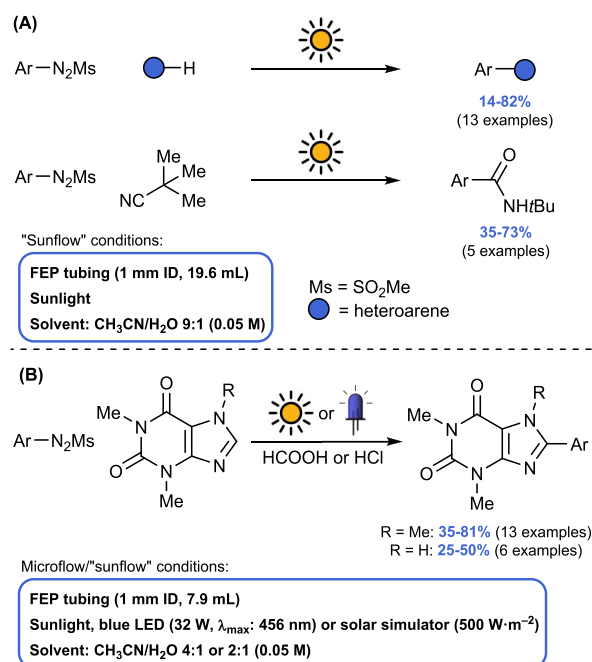 (A)
Ar—N₂Ms
H
Ar
14-82%
(13 examples)
Ar—N₂Ms
Me
Me
Me
NC
O
Ar
NHtBu
35-73%
(5 examples)
"Sunflow" conditions:
FEP tubing (1 mm ID, 19.6 mL)
Sunlight
Solvent: CH₃CN/H₂O 9:1 (0.05 M)
Ms = SO₂Me
= heteroarene
(B)
Ar—N₂Ms
O
R
Me
N
N
O
N
N
Me
or
HCOOH or HCl
O
R
Me
N
N
Ar
O
N
N
Me
R = Me: 35-81% (13 examples)
R = H: 25-50% (6 examples)
Microflow/"sunflow" conditions:
FEP tubing (1 mm ID, 7.9 mL)
Sunlight, blue LED (32 W, λmax: 456 nm) or solar simulator (500 W·m⁻²)
Solvent: CH₃CN/H₂O 4:1 or 2:1 (0.05 M)